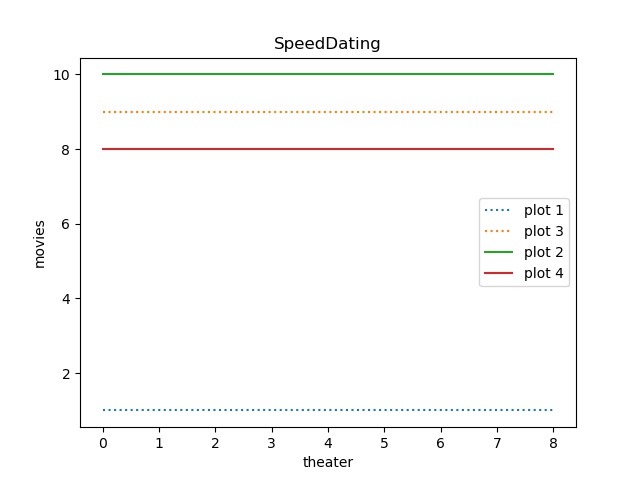 SpeedDating
10
8
6
4
2
movies
plot 1
plot 3
plot 2
plot 4
0 1 2 3 4 5 6 7 8
theater